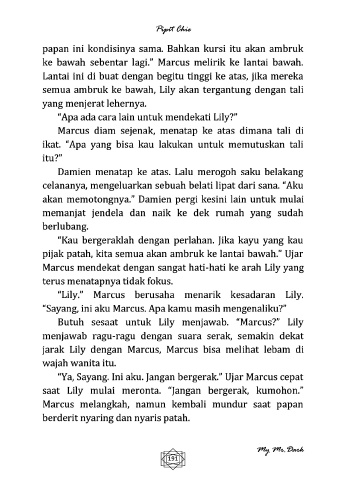 Pipit Chie
papan ini kondisinya sama. Bahkan kursi itu akan ambruk
ke bawah sebentar lagi.” Marcus melirik ke lantai bawah.
Lantai ini di buat dengan begitu tinggi ke atas, jika mereka
semua ambruk ke bawah, Lily akan tergantung dengan tali
yang menjerat lehernya.
“Apa ada cara lain untuk mendekati Lily?”
Marcus diam sejenak, menatap ke atas dimana tali di
ikat. “Apa yang bisa kau lakukan untuk memutuskan tali
itu?”
Damien menatap ke atas. Lalu merogoh saku belakang
celananya, mengeluarkan sebuah belati lipat dari sana. “Aku
akan memotongnya.” Damien pergi kesini lain untuk mulai
memanjat jendela dan naik ke dek rumah yang sudah
berlubang.
“Kau bergeraklah dengan perlahan. Jika kayu yang kau
pijak patah, kita semua akan ambruk ke lantai bawah.” Ujar
Marcus mendekat dengan sangat hati-hati ke arah Lily yang
terus menatapnya tidak fokus.
“Lily.” Marcus berusaha menarik kesadaran Lily.
“Sayang, ini aku Marcus. Apa kamu masih mengenaliku?”
Butuh sesaat untuk Lily menjawab. “Marcus?” Lily
menjawab ragu-ragu dengan suara serak, semakin dekat
jarak Lily dengan Marcus, Marcus bisa melihat lebam di
wajah wanita itu.
“Ya, Sayang. Ini aku. Jangan bergerak.” Ujar Marcus cepat
saat Lily mulai meronta. “Jangan bergerak, kumohon.”
Marcus melangkah, namun kembali mundur saat papan
berderit nyaring dan nyaris patah.
My Mr. Dark
191